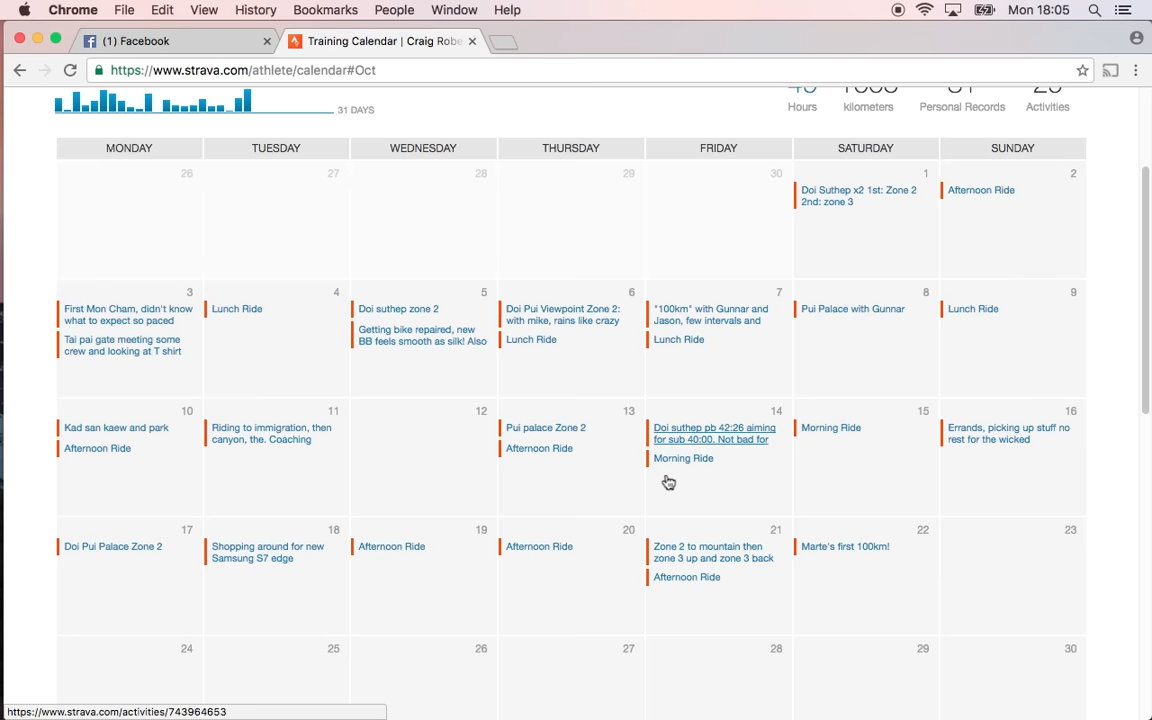 Chrome File Edit View History Bookmarks People Window Help Mon 18:05
(1) Facebook Training Calendar | Craig Robe
https://www.strava.com/athlete/calendar#Oct
31 DAYS
Hours kilometers Personal Records Activities
MONDAY TUESDAY WEDNESDAY THURSDAY FRIDAY SATURDAY SUNDAY
26 27 28 29 30 1 2
Doi Suthep x2 1st: Zone 2 Afternoon Ride
2nd: zone 3
3 4 5 6 7 8 9
First Mon Cham, didn't know Lunch Ride Doi suthep zone 2 Doi Pui Viewpoint Zone 2: "100km" with Gunnar and Pui Palace with Gunnar Lunch Ride
what to expect so paced with mike, rains like crazy Jason, few intervals and
Getting bike repaired, new
Tai pai gate meeting some BB feels smooth as silk! Also Lunch Ride Lunch Ride
crew and looking at T shirt
10 11 12 13 14 15 16
Kad san kaew and park Riding to immigration, then Pui palace Zone 2 Doi suthep pb 42:26 aiming Morning Ride Errands, picking up stuff no
canyon, the. Coaching for sub 40:00. Not bad for rest for the wicked
Afternoon Ride Afternoon Ride Morning Ride
17 18 19 20 21 22 23
Doi Pui Palace Zone 2 Shopping around for new Afternoon Ride Afternoon Ride Zone 2 to mountain then Marte's first 100km!
Samsung S7 edge zone 3 up and zone 3 back
Afternoon Ride
24 25 26 27 28 29 30
https://www.strava.com/activities/743964653